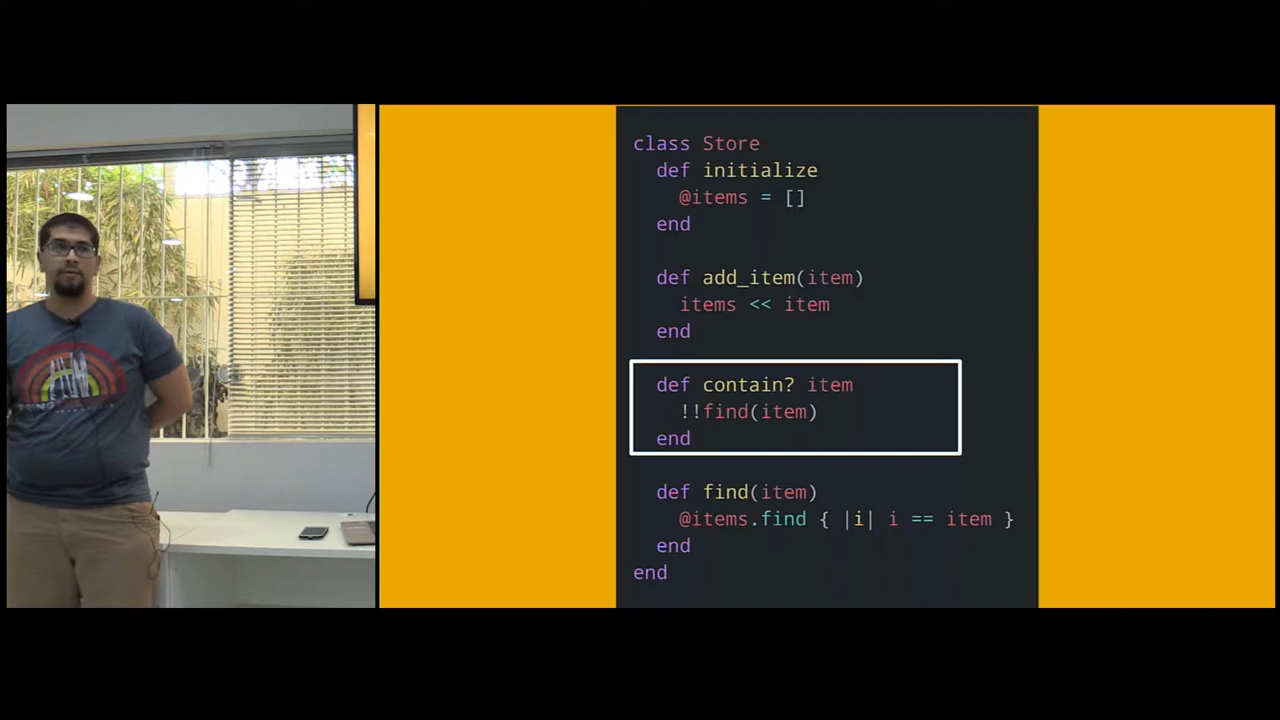 class Store
  def initialize
    @items = []
  end

  def add_item(item)
    items << item
  end

  def contain? item
    !!find(item)
  end

  def find(item)
    @items.find { |i| i == item }
  end
end